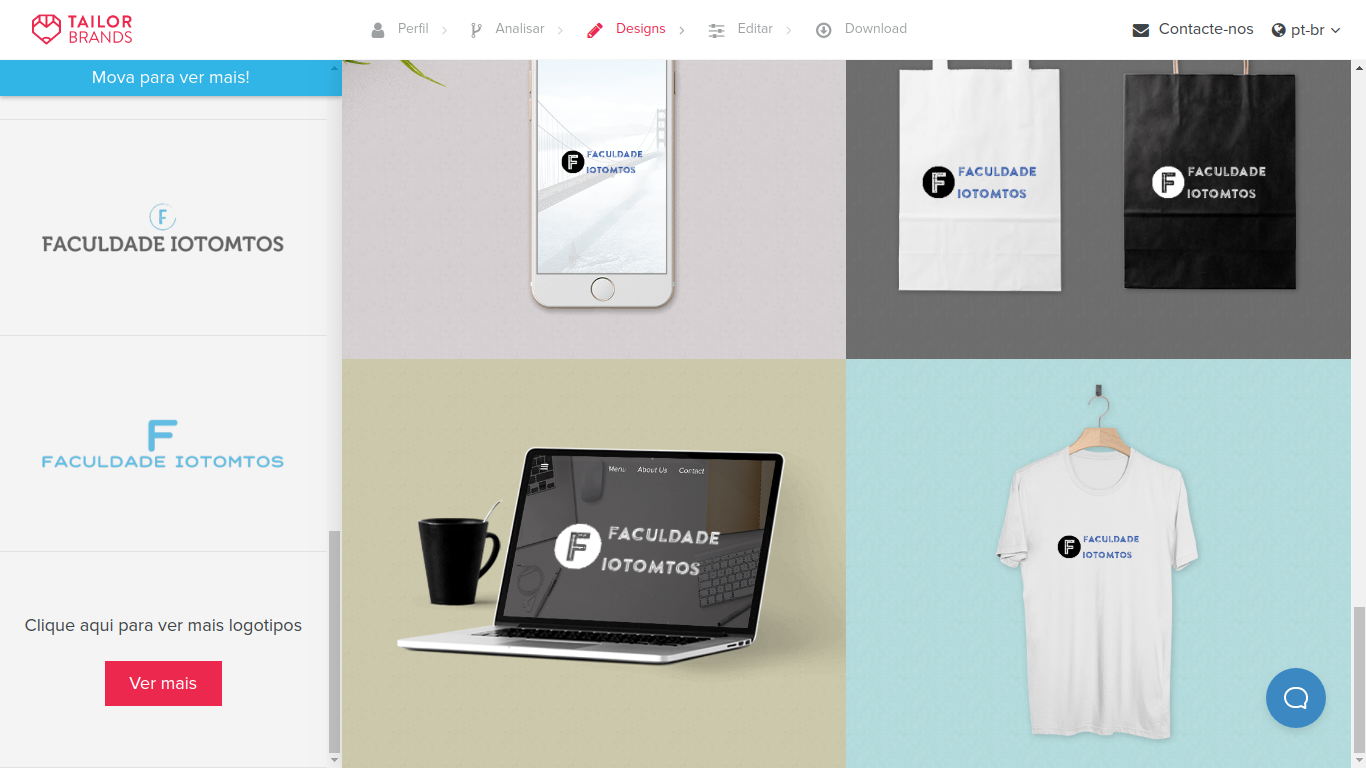 TAILOR
BRANDS
Perfil
Analisar
Designs
Editar
Download
Contacte-nos
pt-br
Mova para ver mais!
F
FACULDADE IOTOMTOS
F
FACULDADE IOTOMTOS
Clique aqui para ver mais logotipos
Ver mais
F
FACULDADE
IOTOMTOS
F
FACULDADE
IOTOMTOS
F
FACULDADE
IOTOMTOS
Menu About Us Contact
F
FACULDADE
IOTOMTOS
F
FACULDADE
IOTOMTOS